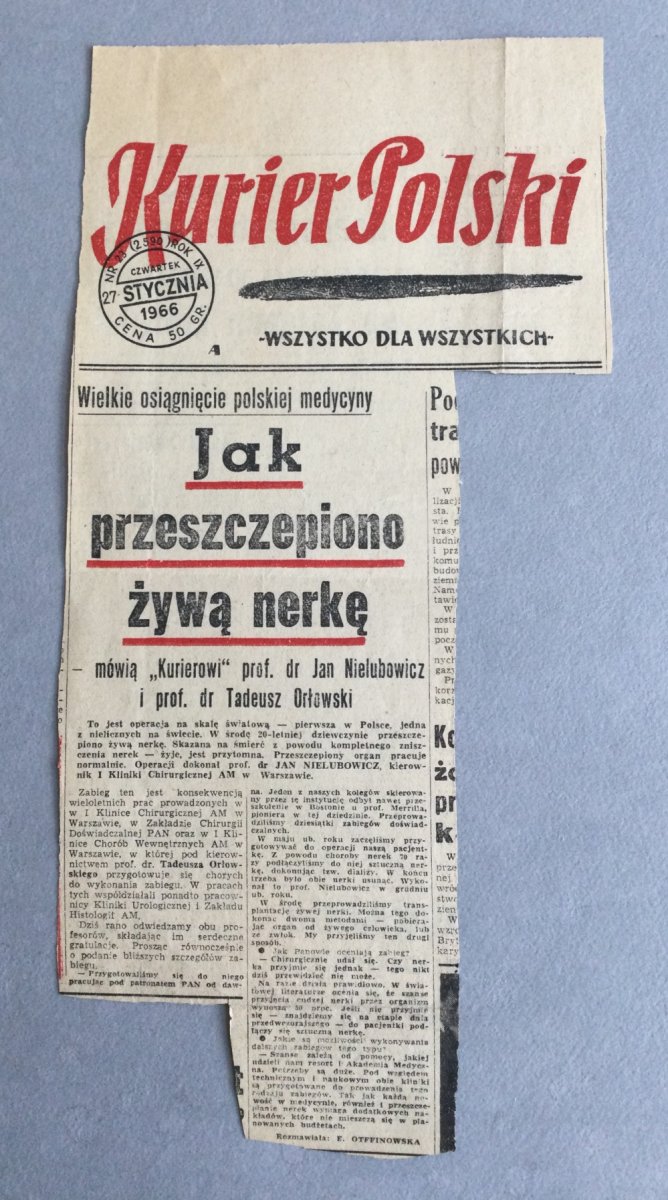 Kurier Polski
NR 23 (2590) ROK IX
CZWARTEK
27 STYCZNIA
1966
CENA 50 GR.
A
-WSZYSTKO DLA WSZYSTKICH-
Wielkie osiągnięcie polskiej medycyny
Jak
przeszczepiono
żywą nerkę
— mówią „Kurierowi" prof. dr Jan Nielubowicz
i prof. dr Tadeusz Orłowski
To jest operacja na skalę światową — pierwsza w Polsce, jedna
z nielicznych na świecie. W środę 20-letniej dziewczynie przeszcze-
piono żywą nerkę. Skazana na śmierć z powodu kompletnego znisz-
czenia nerek — żyje, jest przytomna. Przeszczepiony organ pracuje
normalnie. Operacji dokonał prof. dr JAN NIELUBOWICZ, kierow-
nik I Kliniki Chirurgicznej AM w Warszawie.
Zabieg ten jest konsekwencją
wieloletnich prac prowadzonych w
w I Klinice Chirurgicznej AM w
Warszawie, w Zakładzie Chirurgii
Doświadczalnej PAN oraz w I Kli-
nice Chorób Wewnętrznych AM w
Warszawie, w której pod kierow-
nictwem prof. dr. Tadeusza Orłow-
skiego przygotowuje się chorych
do wykonania zabiegu. W pracach
tych współdziałali ponadto pracow-
nicy Kliniki Urologicznej i Zakładu
Histologii AM.
Dziś rano odwiedzamy obu pro-
fesorów, składając im serdeczne
gratulacje. Prosząc równocześnie
o podanie bliższych szczegółów za-
biegu.
— Przygotowaliśmy się do niego
pracując pod patronatem PAN od daw-
na. Jeden z naszych kolegów skierowa-
ny przez tę instytucję odbył nawet prze-
szkolenie w Bostonie u prof. Merrilla,
pioniera w tej dziedzinie. Przeprowa-
dziliśmy dziesiątki zabiegów doświad-
czalnych.
W maju ub. roku zaczęliśmy przy-
gotowywać do operacji naszą pacjent-
kę. Z powodu choroby nerek 70 ra-
zy podłączyliśmy do niej sztuczną ner-
kę, dokonując tzw. dializy. W końcu
trzeba było obie nerki usunąć. Wyko-
nał to prof. Nielubowicz w grudniu
ub. roku.
W środę przeprowadziliśmy trans-
plantację żywej nerki. Można tego do-
konać dwoma metodami — pobiera-
jąc organ od żywego człowieka, lub
ze zwłok. My przyjęliśmy ten drugi
sposób.
● Jak Panowie oceniają zabieg?
— Chirurgicznie udał się. Czy ner-
ka przyjmie się jednak — tego nikt
dziś przewidzieć nie może.
Na razie działa prawidłowo. W świa-
towej literaturze ocenia się, że szanse
przyjęcia cudzej nerki przez organizm
wynoszą 50 proc. Jeśli nie przyjmie
się — znajdziemy się na etapie dnia
przedwczorajszego — do pacjentki pod-
łączy się sztuczną nerkę.
● Jakie są możliwości wykonywania
dalszych zabiegów tego typu?
— Szanse zależą od pomocy, jakiej
udzieli nam resort i Akademia Medycz-
na. Potrzeby są duże. Pod względem
technicznym i naukowym obie kliniki
są przygotowane do prowadzenia tego
rodzaju zabiegów. Tak jak każda no-
wość w medycynie, również i przeszcze-
pianie nerek wymaga dodatkowych na-
kładów, które nie mieszczą się w pla-
nowanych budżetach.
Rozmawiała: E. OTFFINOWSKA